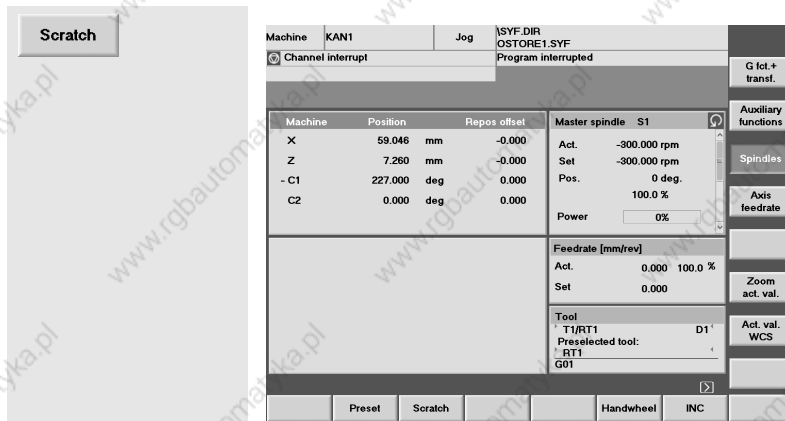 Scratch
Machine KAN1 Jog \SYF.DIR
OSTORE1.SYF
Channel interrupt Program interrupted
G fct.+
transf.
Auxiliary
functions
Spindles
Axis
feedrate
Zoom
act. val.
Act. val.
WCS
Machine Position Repos offset
X 59.046 mm -0.000
Z 7.260 mm -0.000
- C1 227.000 deg 0.000
C2 0.000 deg 0.000
Master spindle S1
Act. -300.000 rpm
Set -300.000 rpm
Pos. 0 deg.
100.0 %
Power 0%
Feedrate [mm/rev]
Act. 0.000 100.0 %
Set 0.000
Tool
T1/RT1 D1
Preselected tool:
RT1
G01
Preset Scratch Handwheel INC
www.rgbautomatyka.pl